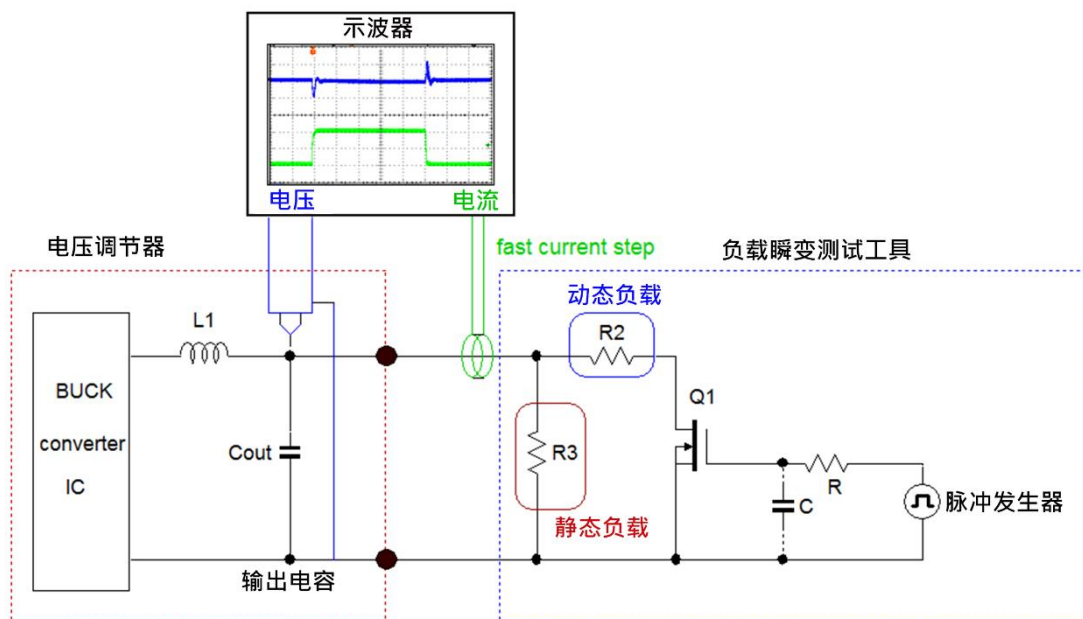 示波器
电压
电流
电压调节器
fast current step
负载瞬变测试工具
动态负载
L1
R2
BUCK
converter
IC
Q1
Cout
R3
R
C
脉冲发生器
静态负载
输出电容